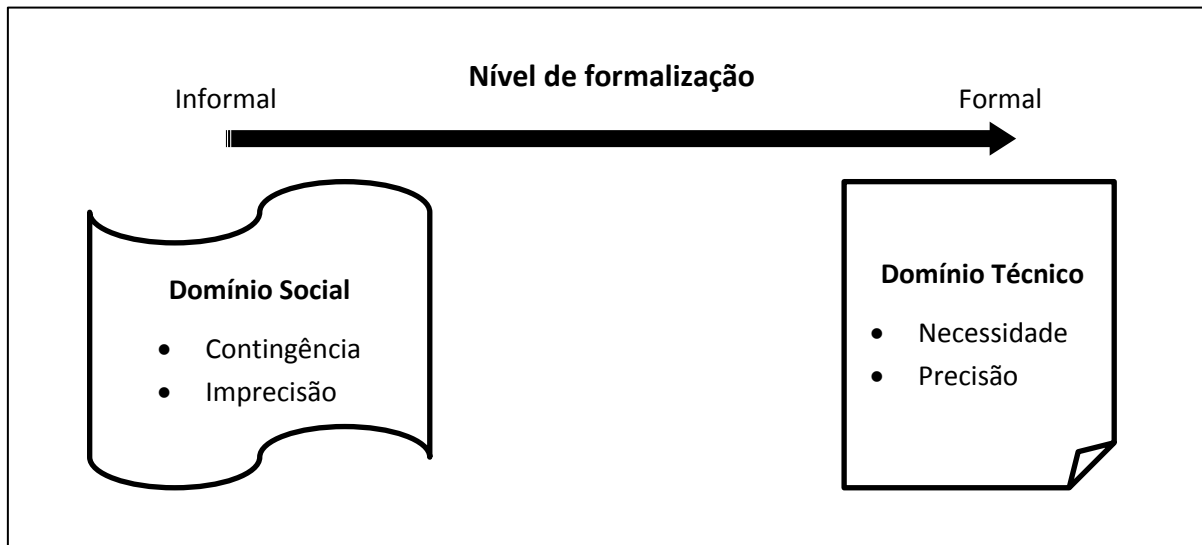 Nível de formalização
Informal
Formal
Domínio Social
• Contingência
• Imprecisão
Domínio Técnico
• Necessidade
• Precisão